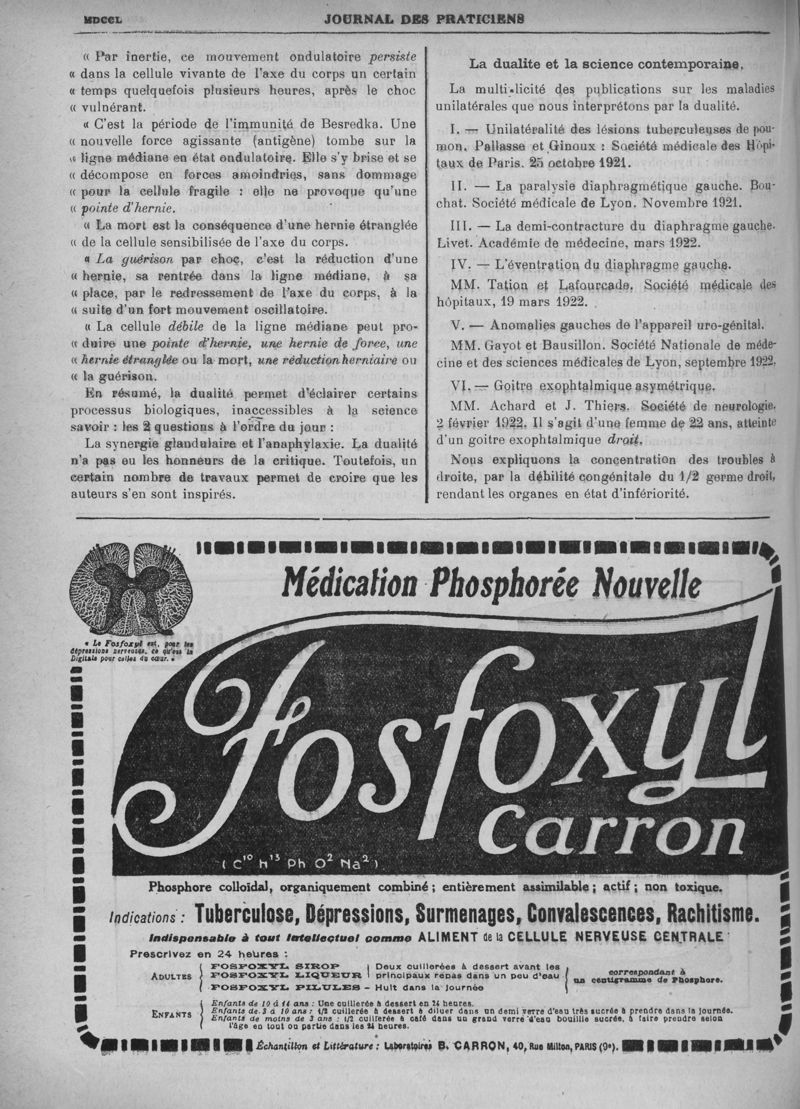 MDCCL
JOURNAL DES PRATICIENS
« Par inertie, ce mouvement ondulatoire persiste
« dans la cellule vivante de l'axe du corps un certain
« temps quelquefois plusieurs heures, après le choc
« vulnérant.
« C'est la période de l'immunité de Besredka. Une
« nouvelle force agissante (antigène) tombe sur la
« ligne médiane en état ondulatoire. Elle s'y brise et se
« décompose en forces amoindries, sans dommage
« pour la cellule fragile : elle ne provoque qu'une
« pointe d'hernie.
« La mort est la conséquence d'une hernie étranglée
« de la cellule sensibilisée de l'axe du corps.
« La guérison par choc, c'est la réduction d'une
« hernie, sa rentrée dans la ligne médiane, à sa
« place, par le redressement de l'axe du corps, à la
« suite d'un fort mouvement oscillatoire.
« La cellule débile de la ligne médiane peut pro-
« duire une pointe d'hernie, une hernie de force, une
« hernie étranglée ou la mort, une réduction herniaire ou
« la guérison.
En résumé, la dualité permet d'éclairer certains
processus biologiques, inaccessibles à la science
savoir : les 2 questions à l'ordre du jour :
La synergie glandulaire et l'anaphylaxie. La dualité
n'a pas eu les honneurs de la critique. Toutefois, un
certain nombre de travaux permet de croire que les
auteurs s'en sont inspirés.
La dualite et la science contemporaine.
La multi licité des publications sur les maladies
unilatérales que nous interprétons par la dualité.
I. — Unilatéralité des lésions tuberculeuses de pou-
mon. Pallasse et Ginoux : Société médicale des Hôpi-
taux de Paris. 25 octobre 1921.
II. — La paralysie diaphragmétique gauche. Bou-
chat. Société médicale de Lyon. Novembre 1921.
III. — La demi-contracture du diaphragme gauche.
Livet. Académie de médecine, mars 1922.
IV. — L'éventration du diaphragme gauche.
MM. Tation et Lafourcade. Société médicale des
hôpitaux, 19 mars 1922.
V. — Anomalies gauches de l'appareil uro-génital.
MM. Gayot et Bausillon. Société Nationale de méde-
cine et des sciences médicales de Lyon, septembre 1922.
VI. — Goitre exophtalmique asymétrique.
MM. Achard et J. Thiers. Société de neurologie.
2 février 1922. Il s'agit d'une femme de 22 ans, atteinte
d'un goitre exophtalmique droit.
Nous expliquons la concentration des troubles à
droite, par la débilité congénitale du 1/2 germe droit,
rendant les organes en état d'infériorité.
« Le Fosfoxyl est, pour les
dépressions nerveuses, ce qu'est la
Digitale pour celles du cœur. »
Médication Phosphorée Nouvelle
Fosfoxyl
Carron
( C¹⁰ H¹³ Ph O² Na² )
Phosphore colloïdal, organiquement combiné ; entièrement assimilable ; actif ; non toxique.
Indications : Tuberculose, Dépressions, Surmenages, Convalescences, Rachitisme.
Indispensable à tout Intellectuel comme ALIMENT de la CELLULE NERVEUSE CENTRALE
Prescrivez en 24 heures :
ADULTES
FOSFOXYL SIROP
FOSFOXYL LIQUEUR
FOSFOXYL PILULES – Huit dans la journée
Deux cuillerées à dessert avant les
principaux repas dans un peu d'eau
correspondant à
un centigramme de Phosphore.
ENFANTS
Enfants de 10 à 14 ans : Une cuillerée à dessert en 24 heures.
Enfants de 3 à 10 ans : 1/2 cuillerée à dessert à diluer dans un demi verre d'eau très sucrée à prendre dans la journée.
Enfants de moins de 3 ans : 1/2 cuillerée à café dans un grand verre d'eau bouillie sucrée, à faire prendre selon
l'âge en tout ou partie dans les 24 heures.
Échantillon et Littérature : Laboratoires B. CARRON, 40, Rue Milton, PARIS (9e).